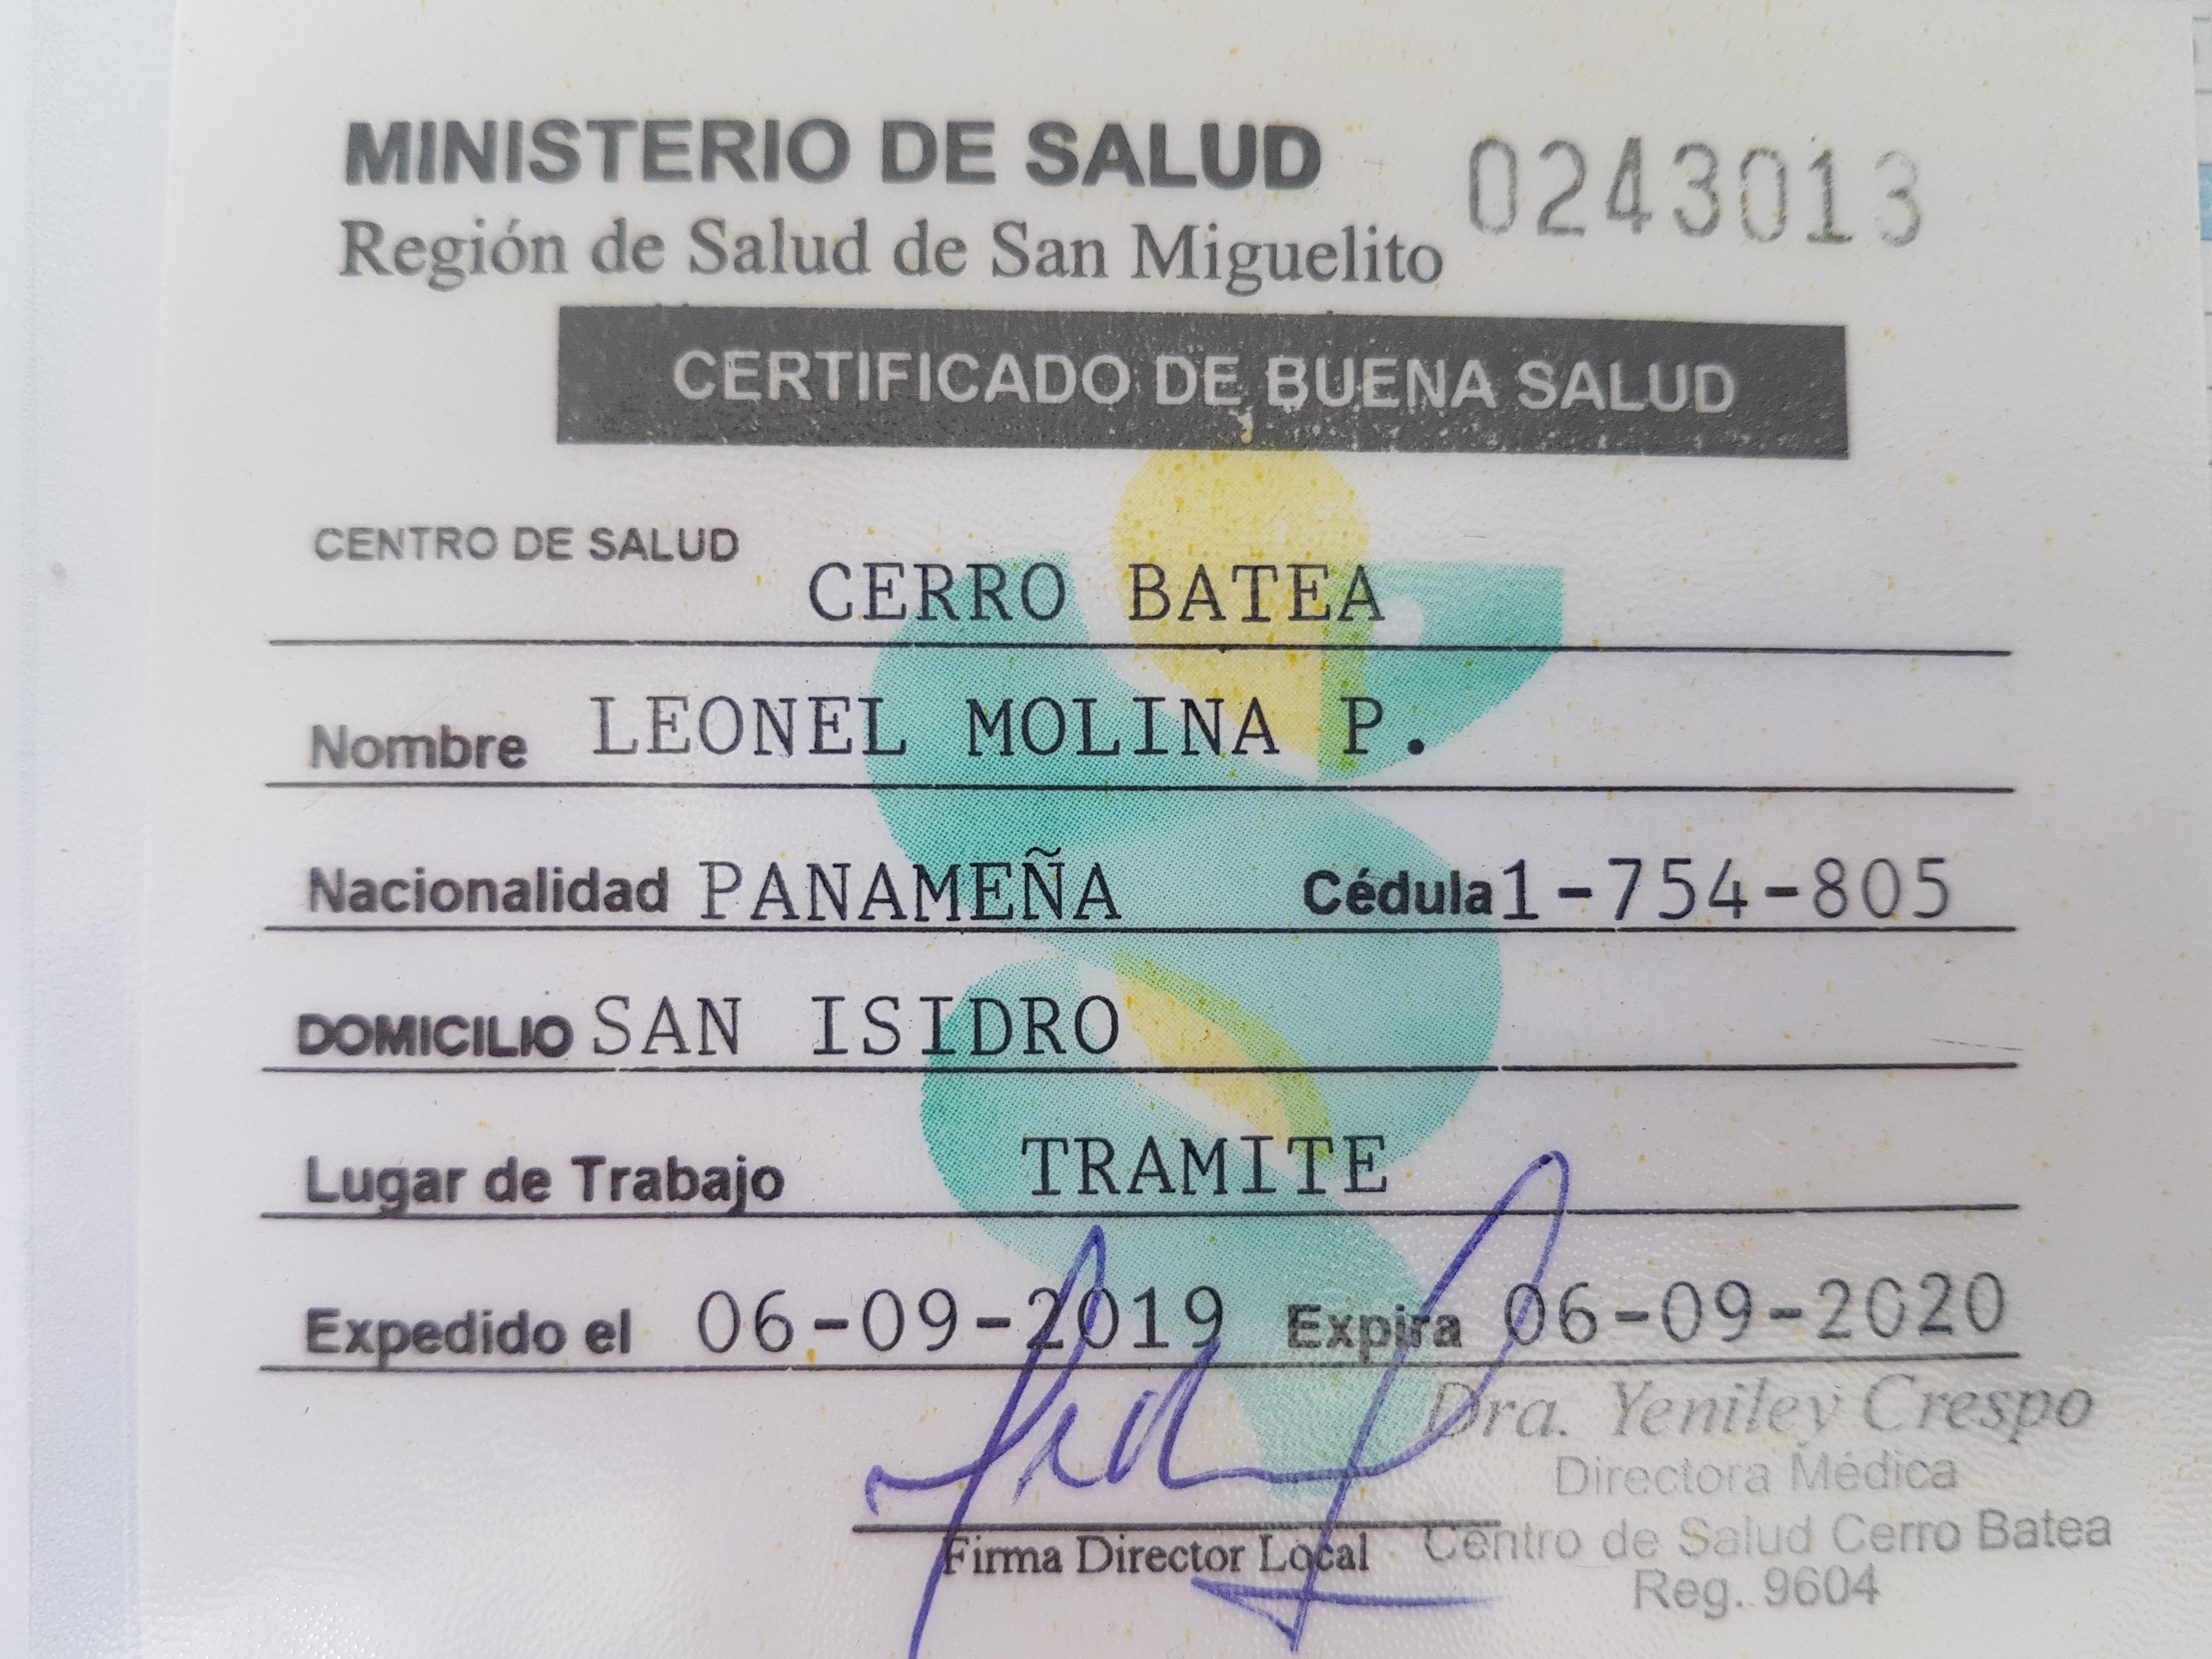 MINISTERIO DE SALUD 0243013
Región de Salud de San Miguelito
CERTIFICADO DE BUENA SALUD
CENTRO DE SALUD CERRO BATEA
Nombre LEONEL MOLINA P.
Nacionalidad PANAMEÑA Cédula 1-754-805
DOMICILIO SAN ISIDRO
Lugar de Trabajo TRAMITE
Expedido el 06-09-2019 Expira 06-09-2020
Dra. Yeniley Crespo
Directora Médica
Firma Director Local Centro de Salud Cerro Batea
Reg. 9604